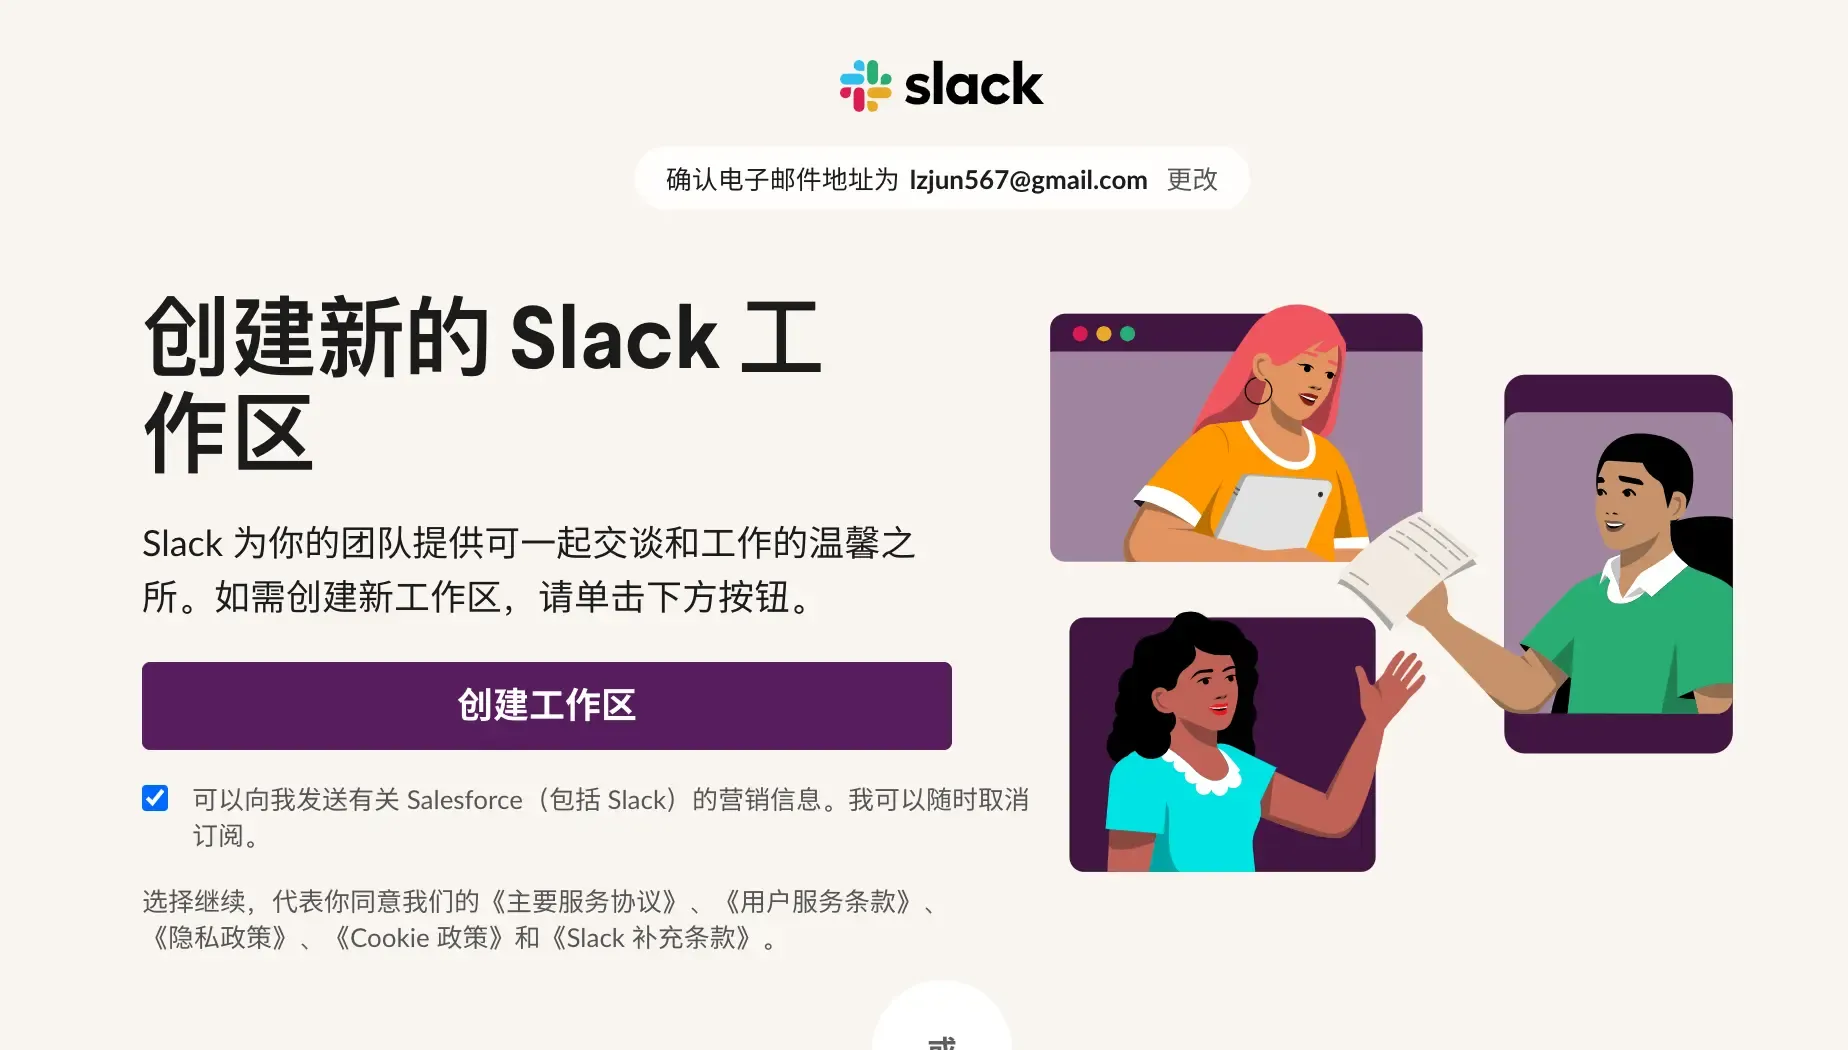 slack
确认电子邮件地址为 lzjun567@gmail.com 更改
创建新的 Slack 工
作区
Slack 为你的团队提供可一起交谈和工作的温馨之
所。如需创建新工作区，请单击下方按钮。
创建工作区
可以向我发送有关 Salesforce（包括 Slack）的营销信息。我可以随时取消
订阅。
选择继续，代表你同意我们的《主要服务协议》、《用户服务条款》、
《隐私政策》、《Cookie 政策》和《Slack 补充条款》。
或